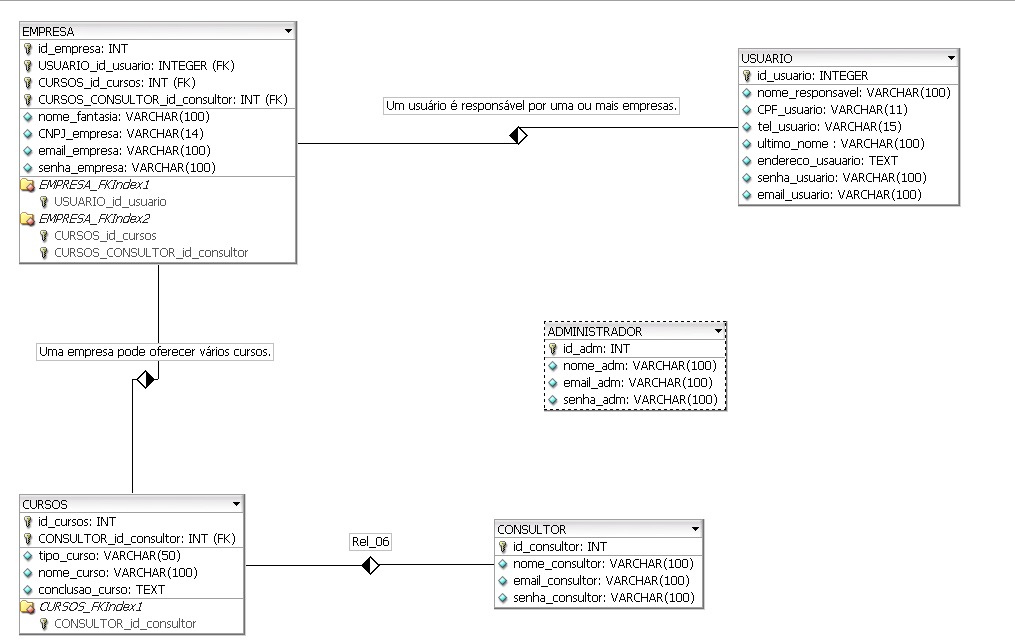 EMPRESA
id_empresa: INT
USUARIO_id_usuario: INTEGER (FK)
CURSOS_id_cursos: INT (FK)
CURSOS_CONSULTOR_id_consultor: INT (FK)
nome_fantasia: VARCHAR(100)
CNPJ_empresa: VARCHAR(14)
email_empresa: VARCHAR(100)
senha_empresa: VARCHAR(100)
EMPRESA_FKIndex1
USUARIO_id_usuario
EMPRESA_FKIndex2
CURSOS_id_cursos
CURSOS_CONSULTOR_id_consultor
Um usuário é responsável por uma ou mais empresas.
USUARIO
id_usuario: INTEGER
nome_responsavel: VARCHAR(100)
CPF_usuario: VARCHAR(11)
tel_usuario: VARCHAR(15)
ultimo_nome : VARCHAR(100)
endereco_usauario: TEXT
senha_usuario: VARCHAR(100)
email_usuario: VARCHAR(100)
Uma empresa pode oferecer vários cursos.
ADMINISTRADOR
id_adm: INT
nome_adm: VARCHAR(100)
email_adm: VARCHAR(100)
senha_adm: VARCHAR(100)
CURSOS
id_cursos: INT
CONSULTOR_id_consultor: INT (FK)
tipo_curso: VARCHAR(50)
nome_curso: VARCHAR(100)
conclusao_curso: TEXT
CURSOS_FKIndex1
CONSULTOR_id_consultor
Rel_06
CONSULTOR
id_consultor: INT
nome_consultor: VARCHAR(100)
email_consultor: VARCHAR(100)
senha_consultor: VARCHAR(100)